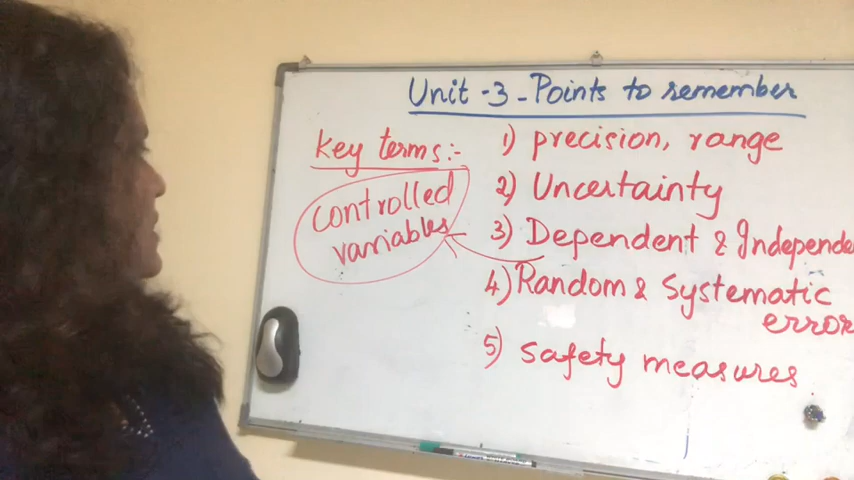 Unit -3 - Points to remember
Key terms :-
controlled
variables
1) precision, range
2) Uncertainty
3) Dependent & Independe
4) Random & Systematic
error
5) safety measures